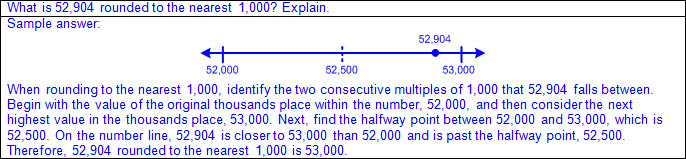 What is 52,904 rounded to the nearest 1,000? Explain.
Sample answer:
52,904
52,000 52,500 53,000
When rounding to the nearest 1,000, identify the two consecutive multiples of 1,000 that 52,904 falls between.
Begin with the value of the original thousands place within the number, 52,000, and then consider the next
highest value in the thousands place, 53,000. Next, find the halfway point between 52,000 and 53,000, which is
52,500. On the number line, 52,904 is closer to 53,000 than 52,000 and is past the halfway point, 52,500.
Therefore, 52,904 rounded to the nearest 1,000 is 53,000.